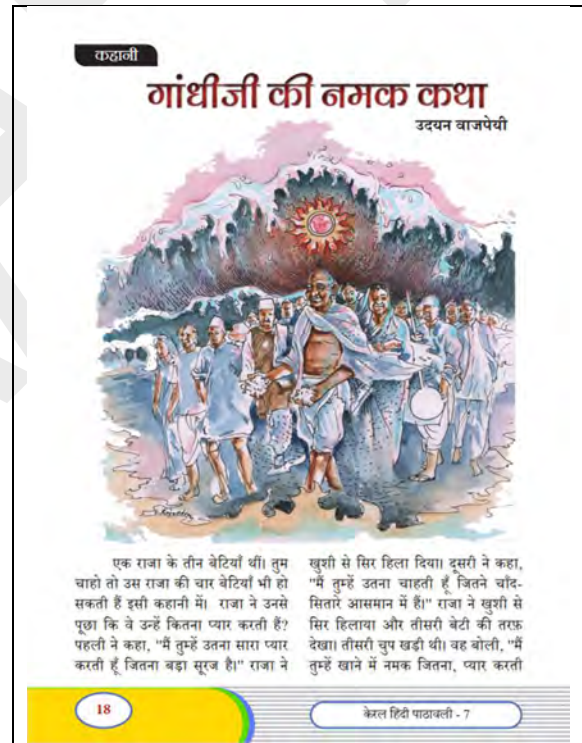 कहानी
गांधीजी की नमक कथा
उदयन वाजपेयी
एक राजा के तीन बेटियाँ थीं। तुम
चाहो तो उस राजा की चार बेटियाँ भी हो
सकती हैं इसी कहानी में। राजा ने उनसे
पूछा कि वे उन्हें कितना प्यार करती हैं?
पहली ने कहा, "मैं तुम्हें उतना सारा प्यार
करती हूँ जितना बड़ा सूरज है।" राजा ने
खुशी से सिर हिला दिया। दूसरी ने कहा,
"मैं तुम्हें उतना चाहती हूँ जितने चाँद-
सितारे आसमान में हैं।" राजा ने खुशी से
सिर हिलाया और तीसरी बेटी की तरफ़
देखा। तीसरी चुप खड़ी थी। वह बोली, "मैं
तुम्हें खाने में नमक जितना, प्यार करती
18
केरल हिंदी पाठावली - 7